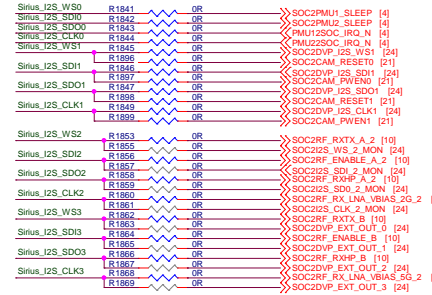 Sirius_I2S_WS0 R1841 0R SOC2PMU1_SLEEP [4]
Sirius_I2S_SDI0 R1842 0R SOC2PMU2_SLEEP [4]
Sirius_I2S_SDO0 R1843 0R PMU12SOC_IRQ_N [4]
Sirius_I2S_CLK0 R1844 0R PMU22SOC_IRQ_N [4]
Sirius_I2S_WS1 R1845 0R SOC2DVP_I2S_WS1 [24]
R1896 0R SOC2CAM_RESET0 [21]
Sirius_I2S_SDI1 R1846 0R SOC2DVP_I2S_SDI1 [24]
R1897 0R SOC2CAM_PWEN0 [21]
Sirius_I2S_SDO1 R1847 0R SOC2DVP_I2S_SDO1 [24]
R1898 0R SOC2CAM_RESET1 [21]
Sirius_I2S_CLK1 R1849 0R SOC2DVP_I2S_CLK1 [24]
R1899 0R SOC2CAM_PWEN1 [21]
Sirius_I2S_WS2 R1853 0R SOC2RF_RXTX_A_2 [10]
R1855 0R SOC2I2S_WS_2_MON [24]
Sirius_I2S_SDI2 R1856 0R SOC2RF_ENABLE_A_2 [10]
R1857 0R SOC2I2S_SDI_2_MON [24]
Sirius_I2S_SDO2 R1858 0R SOC2RF_RXHP_A_2 [10]
R1859 0R SOC2I2S_SD0_2_MON [24]
Sirius_I2S_CLK2 R1860 0R SOC2RF_RX_LNA_VBIAS_2G_2
R1861 0R SOC2I2S_CLK_2_MON [24]
Sirius_I2S_WS3 R1862 0R SOC2RF_RXTX_B [10]
R1863 0R SOC2DVP_EXT_OUT_0 [24]
Sirius_I2S_SDI3 R1864 0R SOC2RF_ENABLE_B [10]
R1865 0R SOC2DVP_EXT_OUT_1 [24]
Sirius_I2S_SDO3 R1866 0R SOC2RF_RXHP_B [10]
R1867 0R SOC2DVP_EXT_OUT_2 [24]
Sirius_I2S_CLK3 R1868 0R SOC2RF_RX_LNA_VBIAS_5G_2
R1869 0R SOC2DVP_EXT_OUT_3 [24]